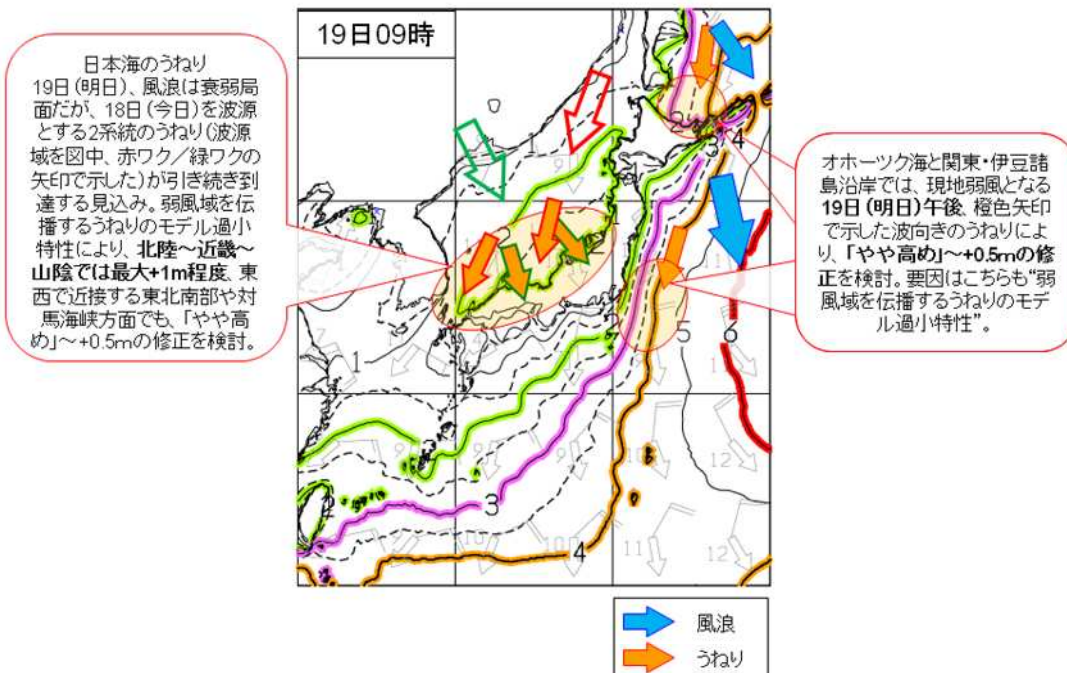 19日09時
日本海のうねり
19日(明日)、風浪は衰弱局
面だが、18日(今日)を波源
とする2系統のうねり(波源
域を図中、赤ワク／緑ワクの
矢印で示した)が引き続き到
達する見込み。弱風域を伝
播するうねりのモデル過小
特性により、北陸～近畿～
山陰では最大+1m程度、東
西で近接する東北南部や対
馬海峡方面でも、「やや高
め」～+0.5mの修正を検討。
オホーツク海と関東・伊豆諸
島沿岸では、現地弱風となる
19日(明日)午後、橙色矢印
で示した波向きのうねりによ
り、「やや高め」～+0.5mの修正
を検討。要因はこちらも“弱
風域を伝播するうねりのモデ
ル過小特性”。
2
3
4
11
5
6
1
9
12
3
10
4
11
12
風浪
うねり